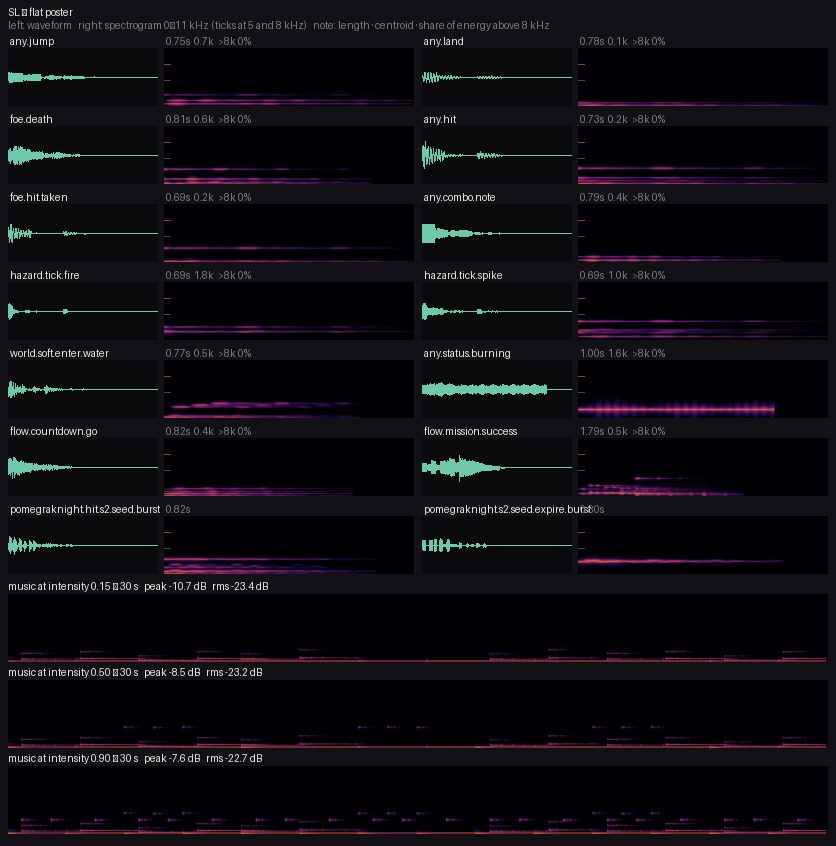 SL ▯ flat poster
left: waveform right: spectrogram 0▯11 kHz (ticks at 5 and 8 kHz) note: length · centroid · share of energy above 8 kHz
any.jump 0.75s 0.7k >8k 0% any.land 0.78s 0.1k >8k 0%
foe.death 0.81s 0.6k >8k 0% any.hit 0.73s 0.2k >8k 0%
foe.hit.taken 0.69s 0.2k >8k 0% any.combo.note 0.79s 0.4k >8k 0%
hazard.tick.fire 0.69s 1.8k >8k 0% hazard.tick.spike 0.69s 1.0k >8k 0%
world.soft.enter.water 0.77s 0.5k >8k 0% any.status.burning 1.00s 1.6k >8k 0%
flow.countdown.go 0.82s 0.4k >8k 0% flow.mission.success 1.79s 0.5k >8k 0%
pomegraknight.hit.s2.seed.burst 0.82s pomegraknight.s2.seed.expire.burst
music at intensity 0.15 ▯ 30 s peak -10.7 dB rms -23.4 dB
music at intensity 0.50 ▯ 30 s peak -8.5 dB rms -23.2 dB
music at intensity 0.90 ▯ 30 s peak -7.6 dB rms -22.7 dB